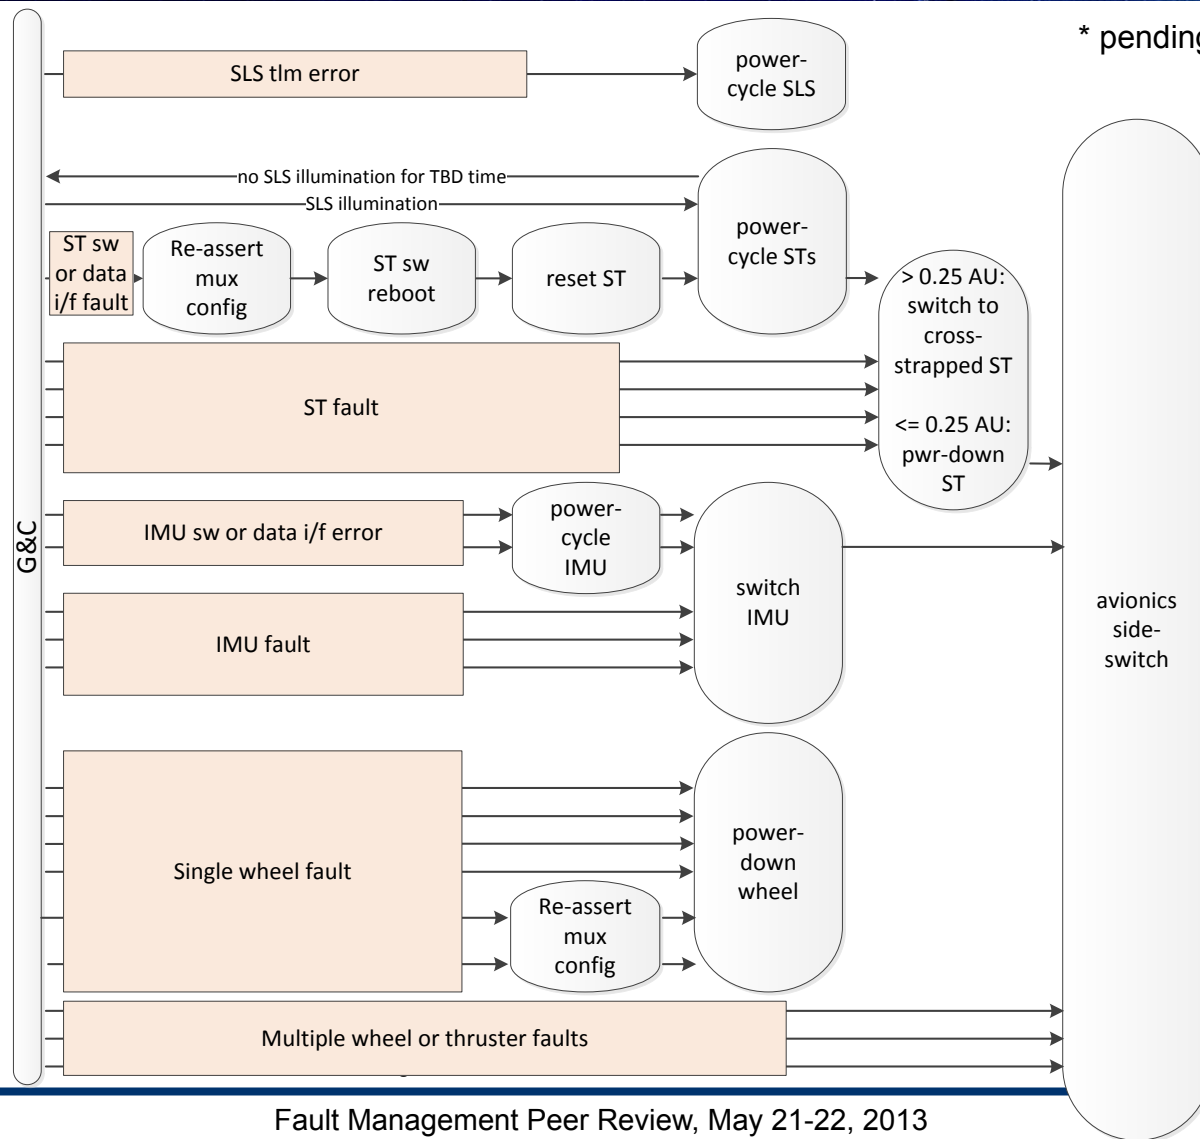 * pending
SLS tlm error
power-
cycle SLS
no SLS illumination for TBD time
SLS illumination
ST sw
or data
i/f fault
Re-assert
mux
config
ST sw
reboot
reset ST
power-
cycle STs
> 0.25 AU:
switch to
cross-
strapped ST
<= 0.25 AU:
pwr-down
ST
ST fault
G&C
IMU sw or data i/f error
power-
cycle
IMU
switch
IMU
IMU fault
avionics
side-
switch
Single wheel fault
power-
down
wheel
Re-assert
mux
config
Multiple wheel or thruster faults
Fault Management Peer Review, May 21-22, 2013